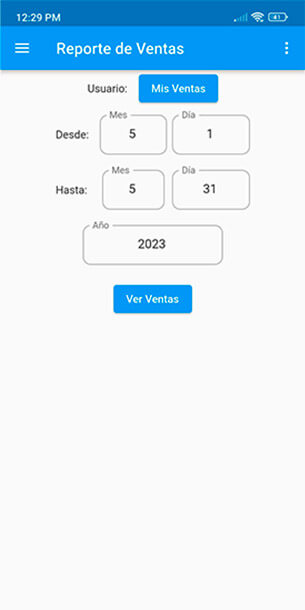 12:29 PM 41
Reporte de Ventas
Usuario: Mis Ventas
Mes Día
Desde: 5 1
Mes Día
Hasta: 5 31
Año
2023
Ver Ventas